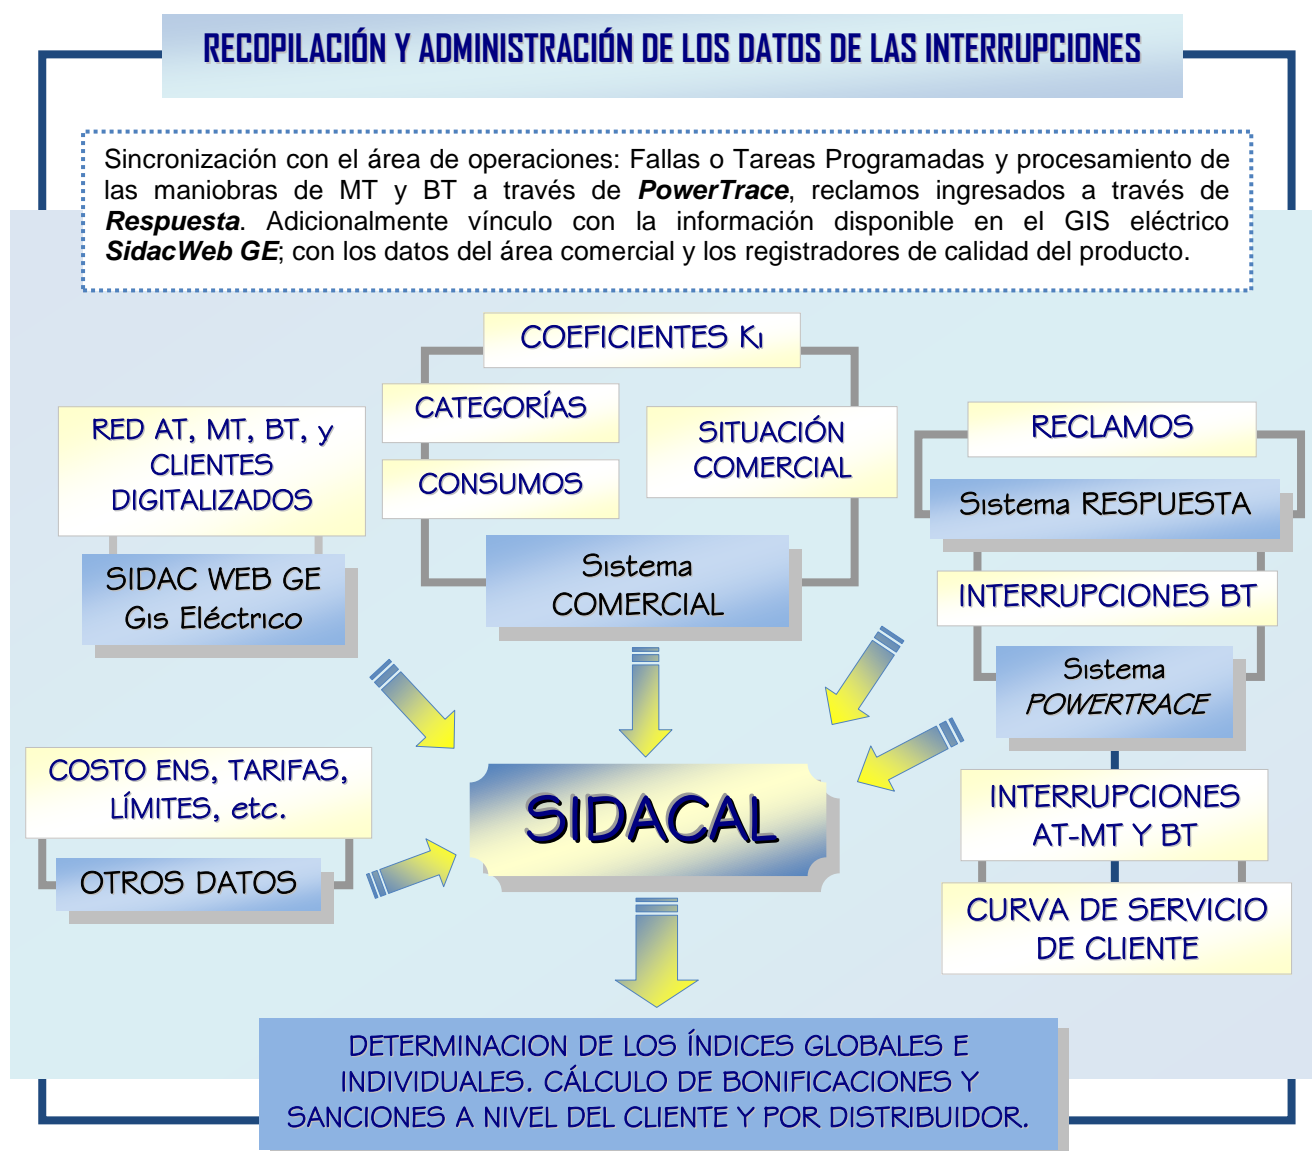 RECOPILACIÓN Y ADMINISTRACIÓN DE LOS DATOS DE LAS INTERRUPCIONES
Sincronización con el área de operaciones: Fallas o Tareas Programadas y procesamiento de
las maniobras de MT y BT a través de PowerTrace, reclamos ingresados a través de
Respuesta. Adicionalmente vínculo con la información disponible en el GIS eléctrico
SidacWeb GE; con los datos del área comercial y los registradores de calidad del producto.
COEFICIENTES Ki
CATEGORÍAS
CONSUMOS
SITUACIÓN
COMERCIAL
Sistema
COMERCIAL
RED AT, MT, BT, y
CLIENTES
DIGITALIZADOS
SIDAC WEB GE
Gis Eléctrico
RECLAMOS
Sistema RESPUESTA
INTERRUPCIONES BT
Sistema
POWERTRACE
INTERRUPCIONES
AT-MT Y BT
CURVA DE SERVICIO
DE CLIENTE
COSTO ENS, TARIFAS,
LÍMITES, etc.
OTROS DATOS
SIDACAL
DETERMINACION DE LOS ÍNDICES GLOBALES E
INDIVIDUALES. CÁLCULO DE BONIFICACIONES Y
SANCIONES A NIVEL DEL CLIENTE Y POR DISTRIBUIDOR.